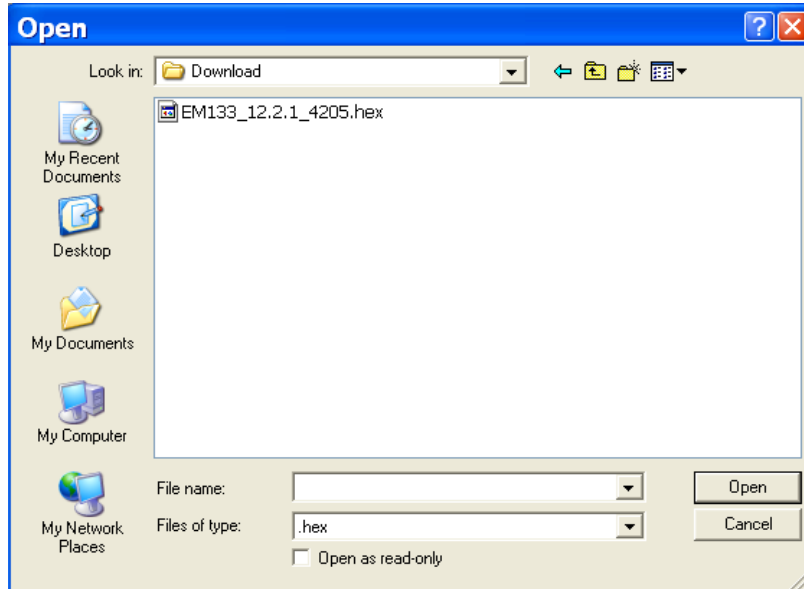 Open
Look in: Download
EM133_12.2.1_4205.hex
My Recent
Documents
Desktop
My Documents
My Computer
My Network
Places
File name:
Open
Files of type: .hex
Cancel
Open as read-only